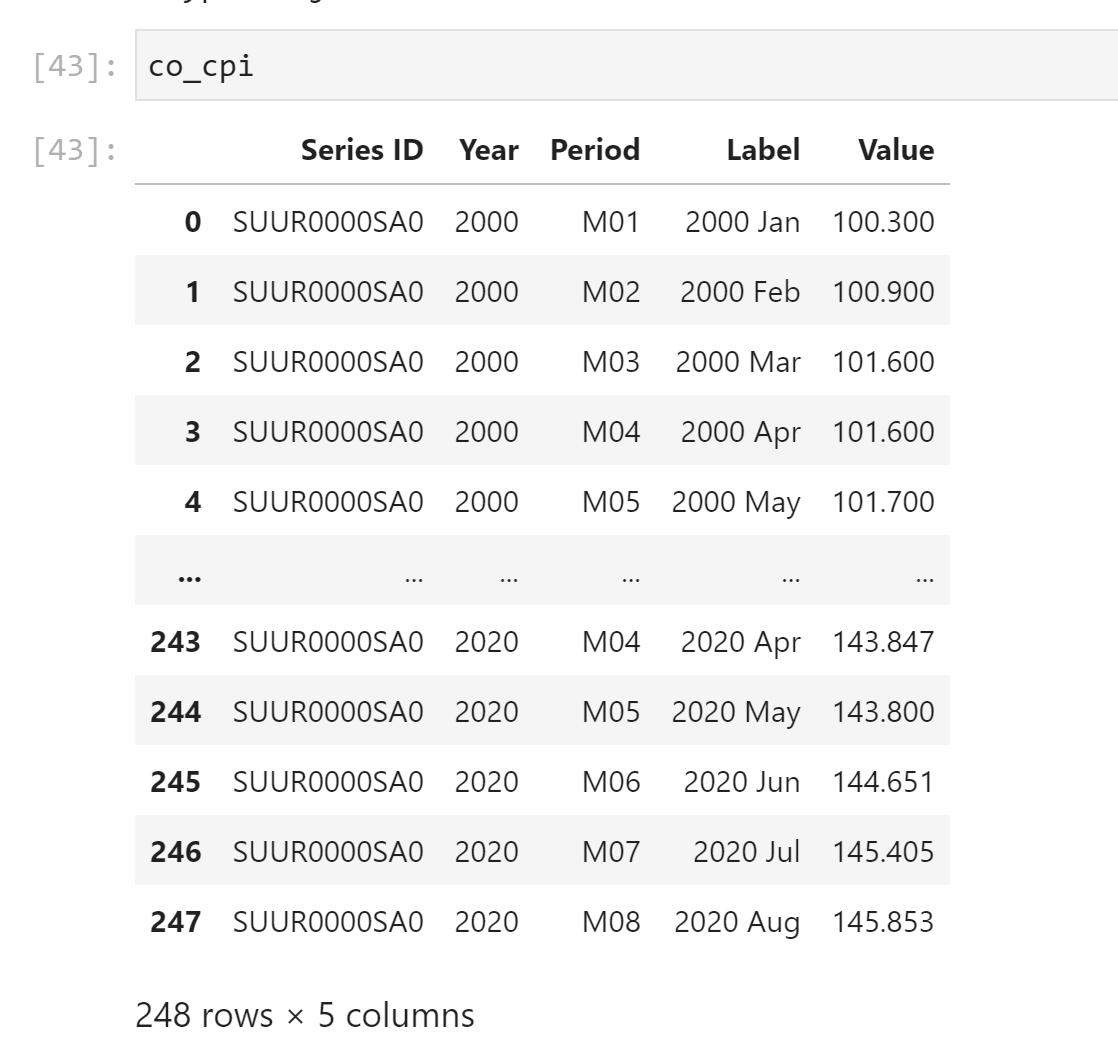 [43]: co_cpi
[43]: Series ID Year Period Label Value
0 SUUR0000SA0 2000 M01 2000 Jan 100.300
1 SUUR0000SA0 2000 M02 2000 Feb 100.900
2 SUUR0000SA0 2000 M03 2000 Mar 101.600
3 SUUR0000SA0 2000 M04 2000 Apr 101.600
4 SUUR0000SA0 2000 M05 2000 May 101.700
... ... ... ... ... ...
243 SUUR0000SA0 2020 M04 2020 Apr 143.847
244 SUUR0000SA0 2020 M05 2020 May 143.800
245 SUUR0000SA0 2020 M06 2020 Jun 144.651
246 SUUR0000SA0 2020 M07 2020 Jul 145.405
247 SUUR0000SA0 2020 M08 2020 Aug 145.853
248 rows × 5 columns